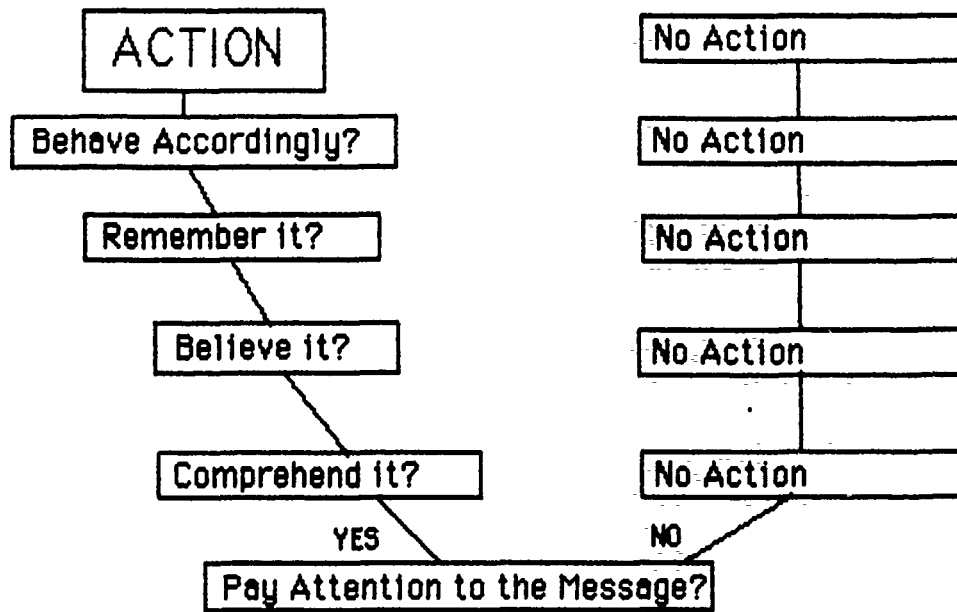 ACTION
No Action
Behave Accordingly?
No Action
Remember it?
No Action
Believe it?
No Action
Comprehend it?
No Action
YES
NO
Pay Attention to the Message?